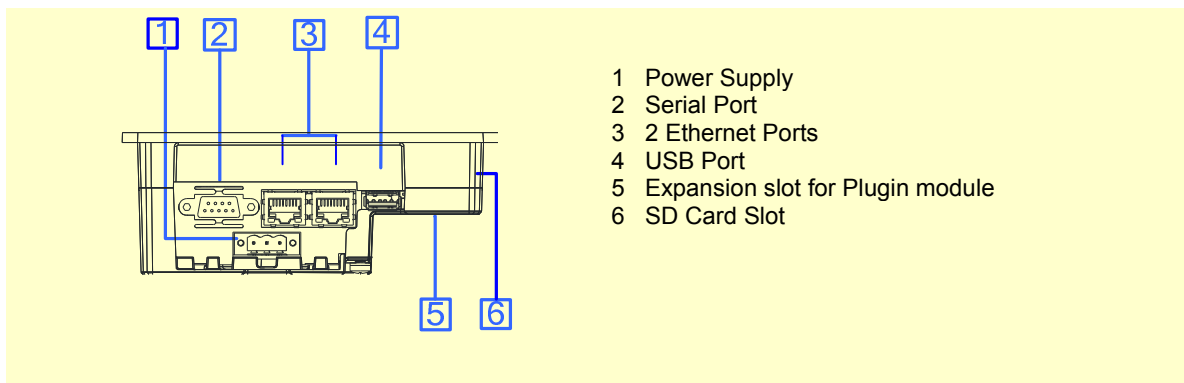 1 2 3 4
1 Power Supply
2 Serial Port
3 2 Ethernet Ports
4 USB Port
5 Expansion slot for Plugin module
6 SD Card Slot
5 6